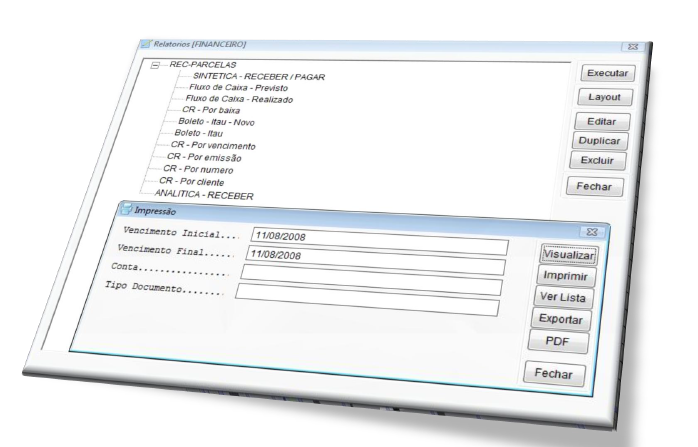 Relatorios [FINANCEIRO]
REC-PARCELAS
SINTETICA - RECEBER / PAGAR
Fluxo de Caixa - Previsto
Fluxo de Caixa - Realizado
CR - Por baixa
Boleto - Itau - Novo
Boleto - Itau
CR - Por vencimento
CR - Por emissão
CR - Por numero
CR - Por cliente
ANALITICA - RECEBER
Executar
Layout
Editar
Duplicar
Excluir
Fechar
Impressão
Vencimento Inicial.... 11/08/2008
Vencimento Final..... 11/08/2008
Conta................
Tipo Documento.......
Visualizar
Imprimir
Ver Lista
Exportar
PDF
Fechar